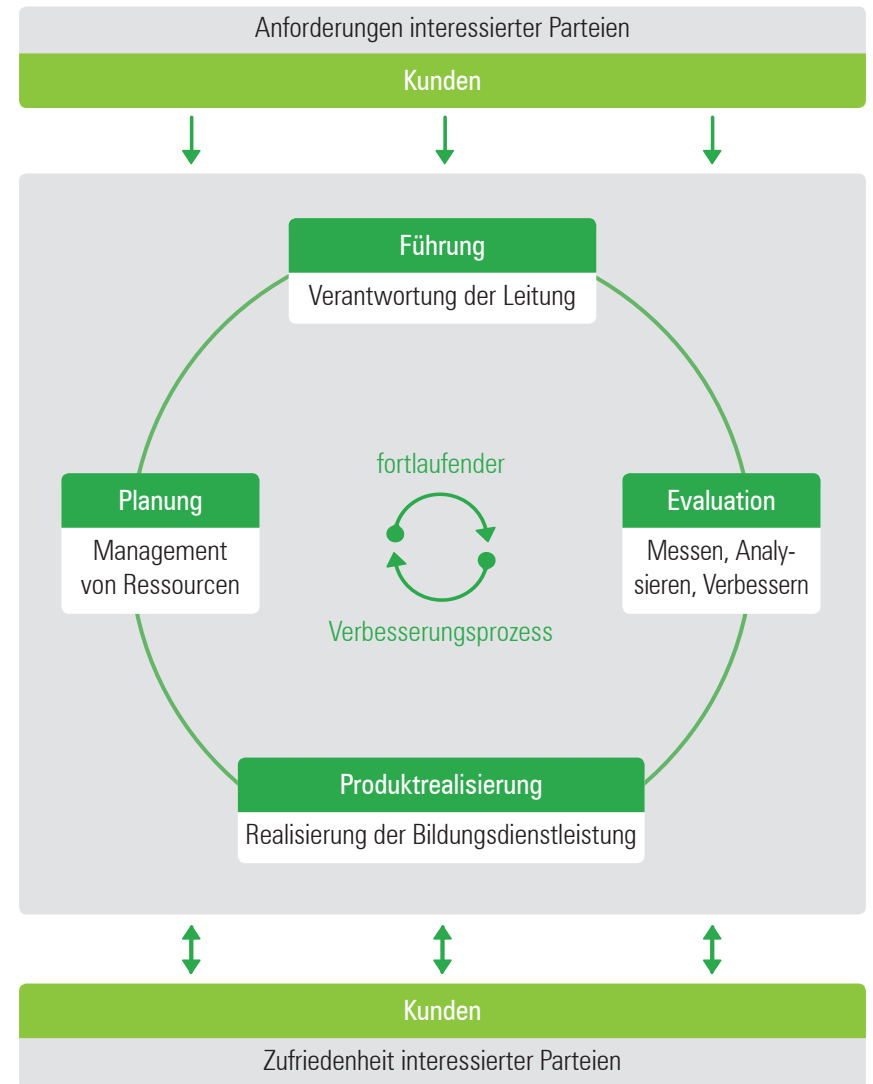 Anforderungen interessierter Parteien
Kunden
Führung
Verantwortung der Leitung
fortlaufender
Planung
Management
von Ressourcen
Evaluation
Messen, Analy-
sieren, Verbessern
Verbesserungsprozess
Produktrealisierung
Realisierung der Bildungsdienstleistung
Kunden
Zufriedenheit interessierter Parteien